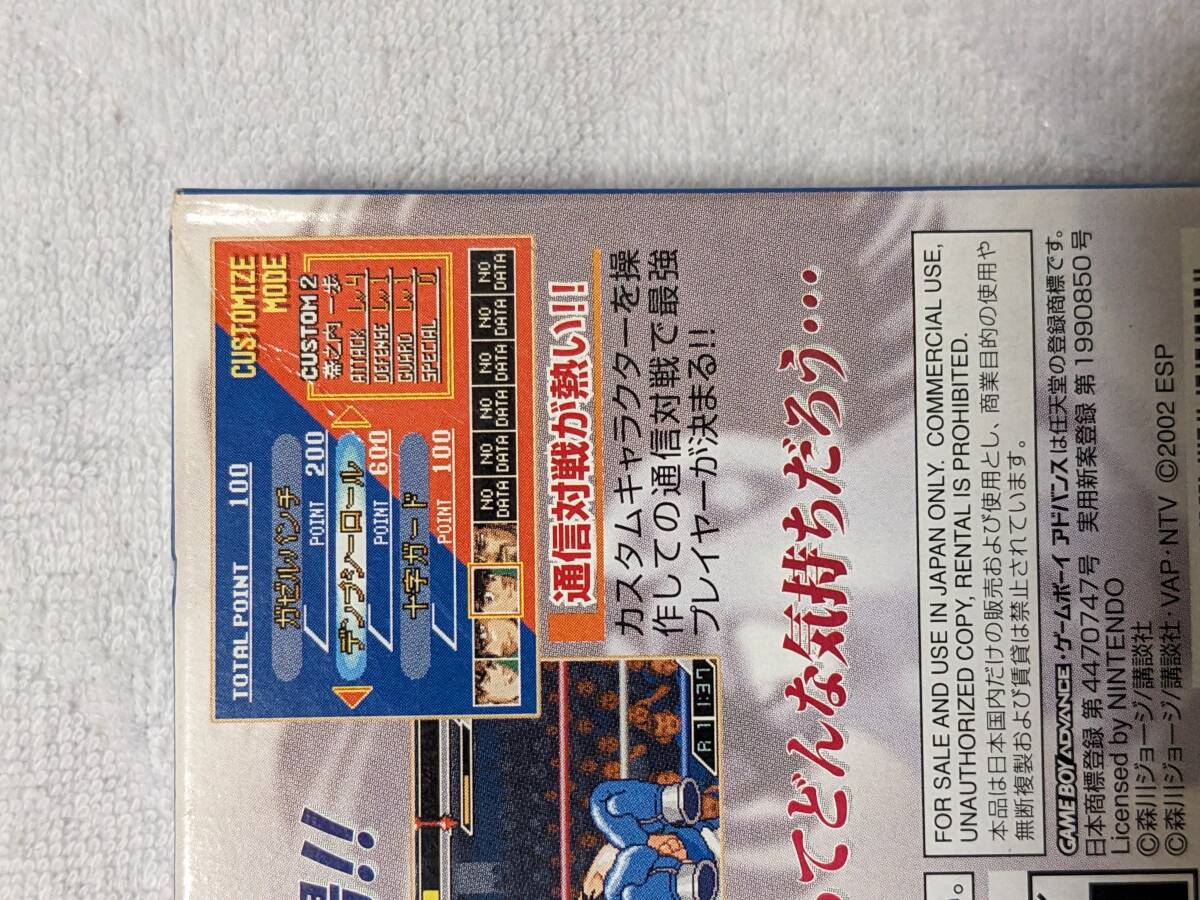 CUSTOMIZE
MODE
TOTAL POINT 100
ガゼルパンチ
POINT 200
デンプシーロール
POINT 600
十字ガード
POINT 100
CUSTOM 2
幕之内 一歩
ATTACK Lv 4
DEFENSE Lv 1
GUARD Lv 1
SPECIAL 0
NO DATA
NO DATA
NO DATA
NO DATA
NO DATA
NO DATA
通信対戦が熱い!!
カスタムキャラクターを操
作しての通信対戦で最強
プレイヤーが決まる!!
R 1 1:37
!!
てどんな気持ちだろう…
FOR SALE AND USE IN JAPAN ONLY. COMMERCIAL USE,
UNAUTHORIZED COPY, RENTAL IS PROHIBITED.
本品は日本国内だけの販売および使用とし、商業目的の使用や
無断複製および賃貸は禁止されています。
GAME BOY ADVANCE・ゲームボーイ アドバンスは任天堂の登録商標です。
日本商標登録 第4470747号 実用新案登録 第1990850号
Licensed by NINTENDO
©森川ジョージ/講談社
©森川ジョージ/講談社・VAP・NTV ©2002 ESP